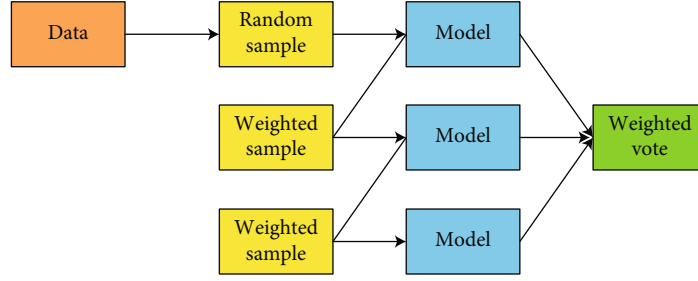 Data
Random
sample
Model
Weighted
sample
Model
Weighted
vote
Weighted
sample
Model